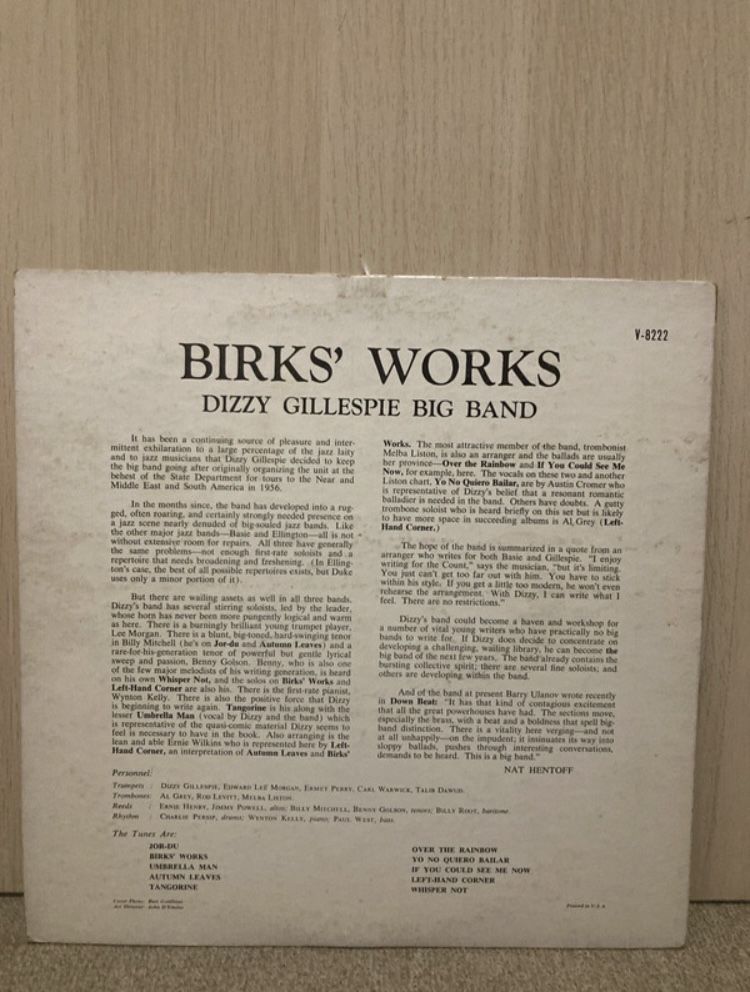 V-8222
BIRKS' WORKS
DIZZY GILLESPIE BIG BAND
It has been a continuing source of pleasure and inter-
mittent exhilaration to a large percentage of the jazz laity
and to jazz musicians that Dizzy Gillespie decided to keep
the big band going after originally organizing the unit at the
behest of the State Department for tours to the Near and
Middle East and South America in 1956.
In the months since, the band has developed into a rug-
ged, often roaring, and certainly strongly needed presence on
a jazz scene nearly denuded of big-souled jazz bands. Like
the other major jazz bands—Basie and Ellington—all is not
without extensive room for repairs. All three have generally
the same problems—not enough first-rate soloists and a
repertoire that needs broadening and freshening. (In Elling-
ton's case, the best of all possible repertoires exists, but Duke
uses only a minor portion of it).
But there are wailing assets as well in all three bands.
Dizzy's band has several stirring soloists, led by the leader,
whose horn has never been more pungently logical and warm
as here. There is a burningly brilliant young trumpet player,
Lee Morgan. There is a blunt, big-toned, hard-swinging tenor
in Billy Mitchell (he's on Jor-du and Autumn Leaves) and a
rare-for-his-generation tenor of powerful but gentle lyrical
sweep and passion, Benny Golson. Benny, who is also one
of the few major melodists of his writing generation, is heard
on his own Whisper Not, and the solos on Birks' Works and
Left-Hand Corner are also his. There is the first-rate pianist,
Wynton Kelly. There is also the positive force that Dizzy
is beginning to write again. Tangorine is his along with the
lesser Umbrella Man (vocal by Dizzy and the band) which
is representative of the quasi-comic material Dizzy seems to
feel is necessary to have in the book. Also arranging is the
lean and able Ernie Wilkins who is represented here by Left-
Hand Corner, an interpretation of Autumn Leaves and Birks'
Works. The most attractive member of the band, trombonist
Melba Liston, is also an arranger and the ballads are usually
her province—Over the Rainbow and If You Could See Me
Now, for example, here. The vocals on these two and another
Liston chart, Yo No Quiero Bailar, are by Austin Cromer who
is representative of Dizzy's belief that a resonant romantic
balladier is needed in the band. Others have doubts. A gutty
trombone soloist who is heard briefly on this set but is likely
to have more space in succeeding albums is Al Grey (Left-
Hand Corner.)
The hope of the band is summarized in a quote from an
arranger who writes for both Basie and Gillespie. "I enjoy
writing for the Count," says the musician, "but it's limiting.
You just can't get too far out with him. You have to stick
within his style. If you get a little too modern, he won't even
rehearse the arrangement. With Dizzy, I can write what I
feel. There are no restrictions."
Dizzy's band could become a haven and workshop for
a number of vital young writers who have practically no big
bands to write for. If Dizzy does decide to concentrate on
developing a challenging, wailing library, he can become the
big band of the next few years. The band already contains the
bursting collective spirit; there are several fine soloists; and
others are developing within the band.
And of the band at present Barry Ulanov wrote recently
in Down Beat: "It has that kind of contagious excitement
that all the great powerhouses have had. The sections move,
especially the brass, with a beat and a boldness that spell big-
band distinction. There is a vitality here verging—and not
at all unhappily—on the impudent; it insinuates its way into
sloppy ballads, pushes through interesting conversations,
demands to be heard. This is a big band."
NAT HENTOFF
Personnel:
Trumpets : DIZZY GILLESPIE, EDWARD LEE MORGAN, ERMET PERRY, CARL WARWICK, TALIB DAWUD.
Trombones: AL GREY, ROD LEVITT, MELBA LISTON.
Reeds : ERNIE HENRY, JIMMY POWELL, altos; BILLY MITCHELL, BENNY GOLSON, tenors; BILLY ROOT, baritone.
Rhythm : CHARLIE PERSIP, drums; WYNTON KELLY, piano; PAUL WEST, bass.
The Tunes Are:
JOR-DU
BIRKS' WORKS
UMBRELLA MAN
AUTUMN LEAVES
TANGORINE
OVER THE RAINBOW
YO NO QUIERO BAILAR
IF YOU COULD SEE ME NOW
LEFT-HAND CORNER
WHISPER NOT
Cover Photo:
Art Director:
Printed in U.S.A.